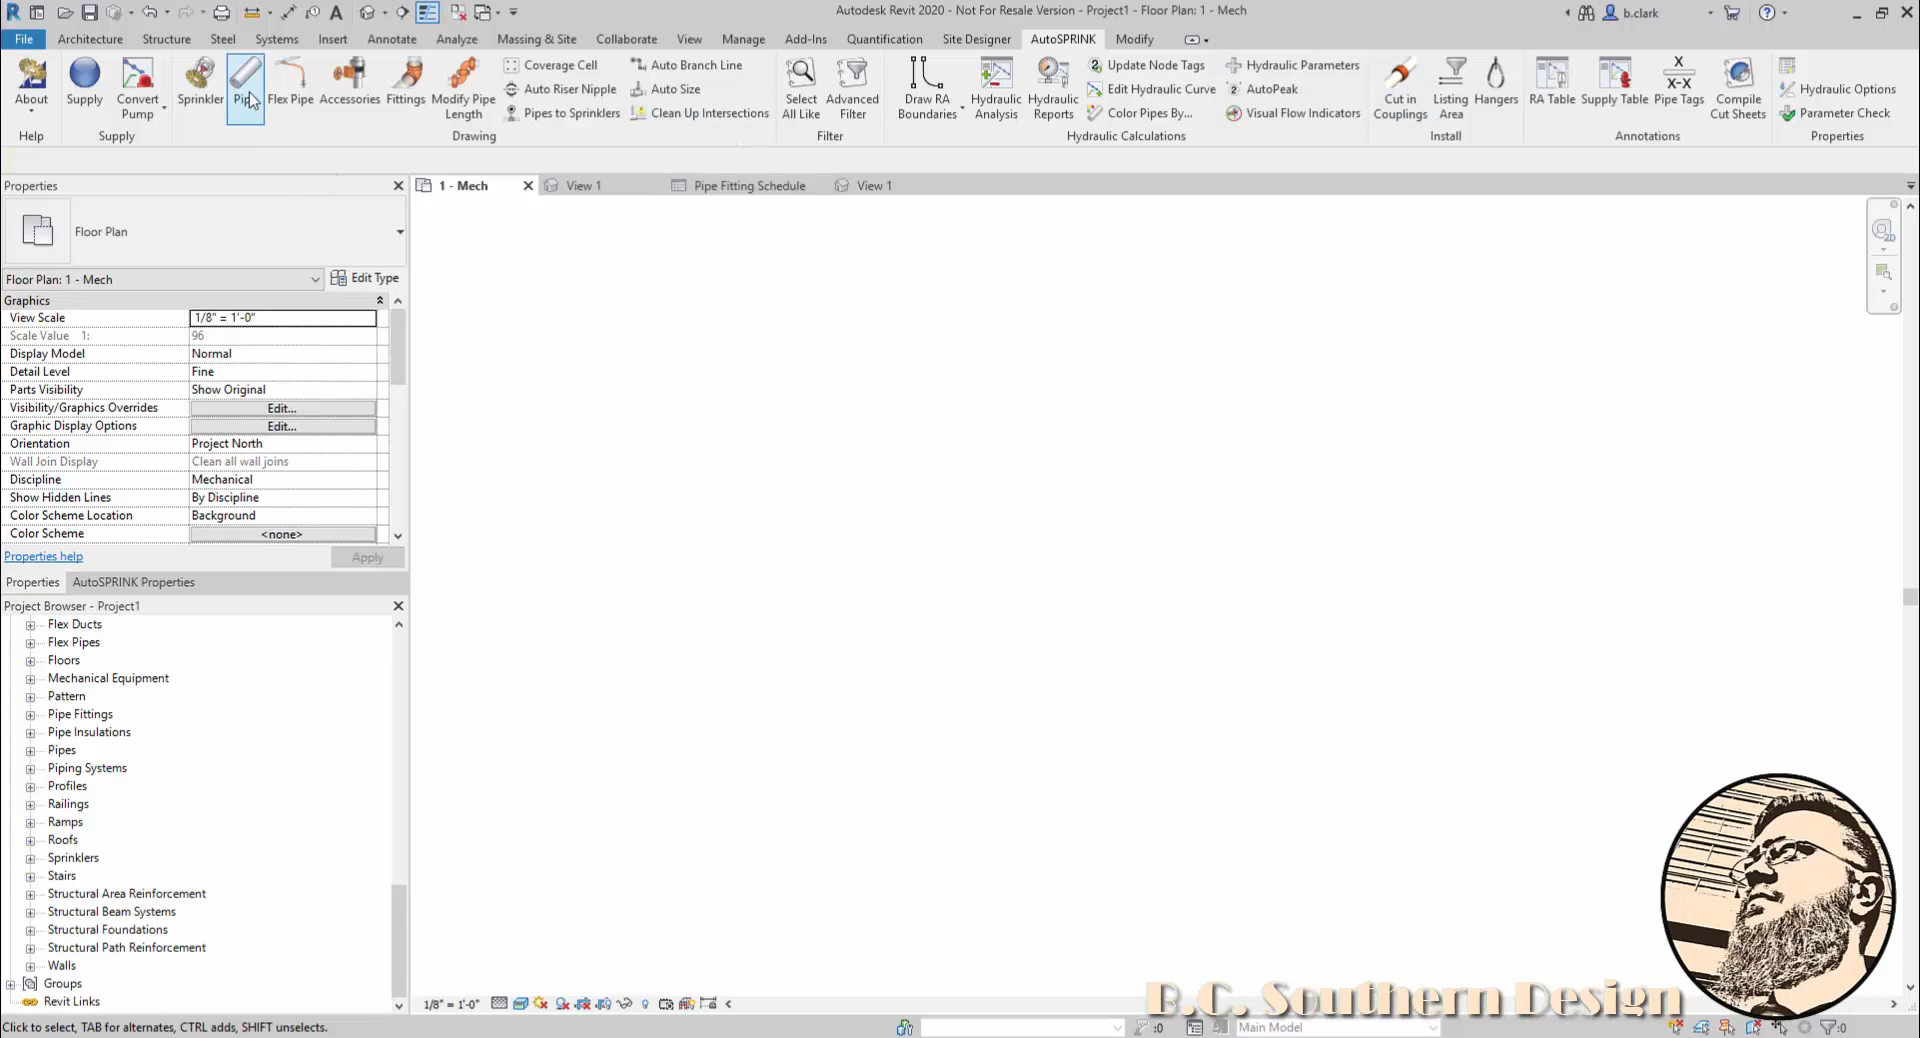 Autodesk Revit 2020 - Not For Resale Version - Project1 - Floor Plan: 1 - Mech
b.clark
File Architecture Structure Steel Systems Insert Annotate Analyze Massing & Site Collaborate View Manage Add-Ins Quantification Site Designer AutoSPRINK Modify
About
Help
Supply
Convert Pump
Supply
Sprinkler
Pipe
Flex Pipe
Accessories
Fittings
Modify Pipe Length
Coverage Cell
Auto Riser Nipple
Pipes to Sprinklers
Auto Branch Line
Auto Size
Clean Up Intersections
Drawing
Select All Like
Advanced Filter
Filter
Draw RA Boundaries
Hydraulic Analysis
Hydraulic Reports
Update Node Tags
Edit Hydraulic Curve
Color Pipes By...
Hydraulic Parameters
AutoPeak
Visual Flow Indicators
Hydraulic Calculations
Cut in Couplings
Listing Area
Hangers
Install
RA Table
Supply Table
X
X-X
Pipe Tags
Compile Cut Sheets
Annotations
Hydraulic Options
Parameter Check
Properties
Properties
1 - Mech
View 1
Pipe Fitting Schedule
View 1
Floor Plan
Floor Plan: 1 - Mech
Edit Type
Graphics
View Scale 1/8" = 1'-0"
Scale Value 1: 96
Display Model Normal
Detail Level Fine
Parts Visibility Show Original
Visibility/Graphics Overrides Edit...
Graphic Display Options Edit...
Orientation Project North
Wall Join Display Clean all wall joins
Discipline Mechanical
Show Hidden Lines By Discipline
Color Scheme Location Background
Color Scheme <none>
Properties help
Apply
Properties AutoSPRINK Properties
Project Browser - Project1
Flex Ducts
Flex Pipes
Floors
Mechanical Equipment
Pattern
Pipe Fittings
Pipe Insulations
Pipes
Piping Systems
Profiles
Railings
Ramps
Roofs
Sprinklers
Stairs
Structural Area Reinforcement
Structural Beam Systems
Structural Foundations
Structural Path Reinforcement
Walls
Groups
Revit Links
2D
1/8" = 1'-0"
B.C. Southern Design
Click to select, TAB for alternates, CTRL adds, SHIFT unselects.
:0
Main Model
:0